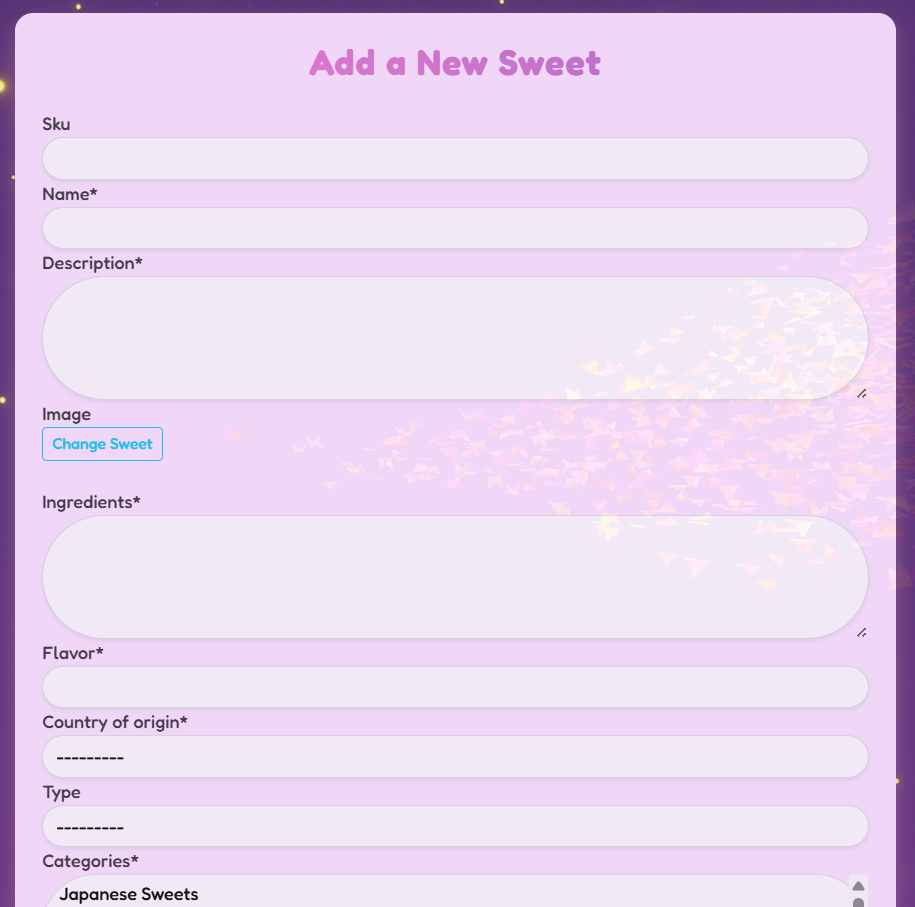 Add a New Sweet
Sku
Name*
Description*
Image
Change Sweet
Ingredients*
Flavor*
Country of origin*
---------
Type
---------
Categories*
Japanese Sweets